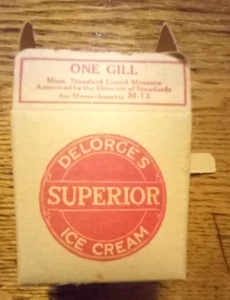 ONE GILL
Mass. Standard Liquid Measure
Approved by the Director of Standards
for Massachusetts M-13
DELORGE'S
SUPERIOR
ICE CREAM